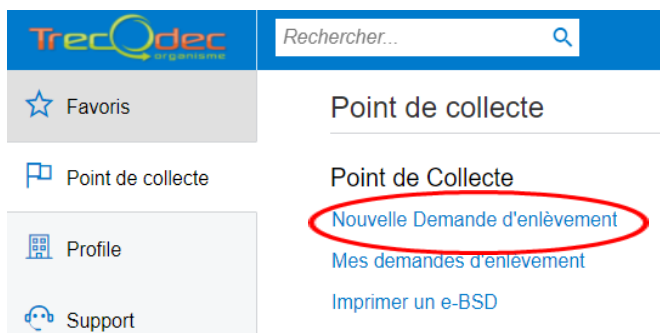 TrecOdec
organisme
Rechercher...
Favoris
Point de collecte
Profile
Support
Point de collecte
Point de Collecte
Nouvelle Demande d'enlèvement
Mes demandes d'enlèvement
Imprimer un e-BSD